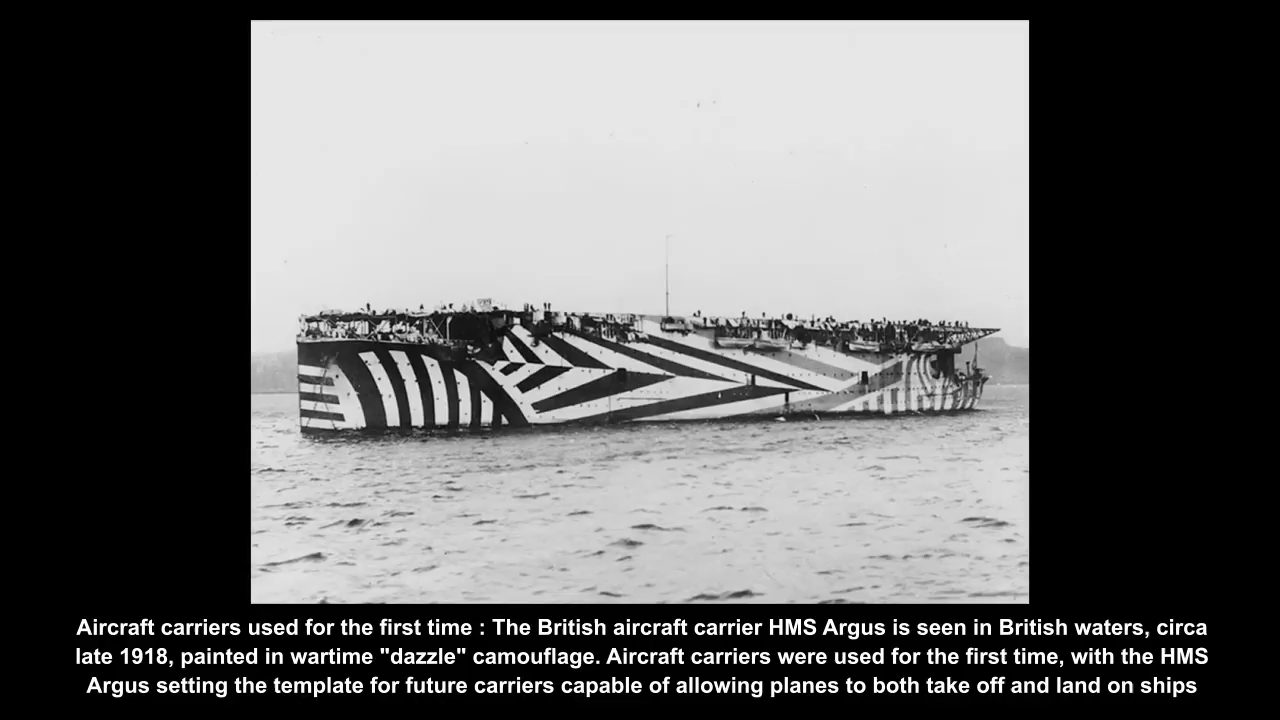 Aircraft carriers used for the first time : The British aircraft carrier HMS Argus is seen in British waters, circa
late 1918, painted in wartime "dazzle" camouflage. Aircraft carriers were used for the first time, with the HMS
Argus setting the template for future carriers capable of allowing planes to both take off and land on ships